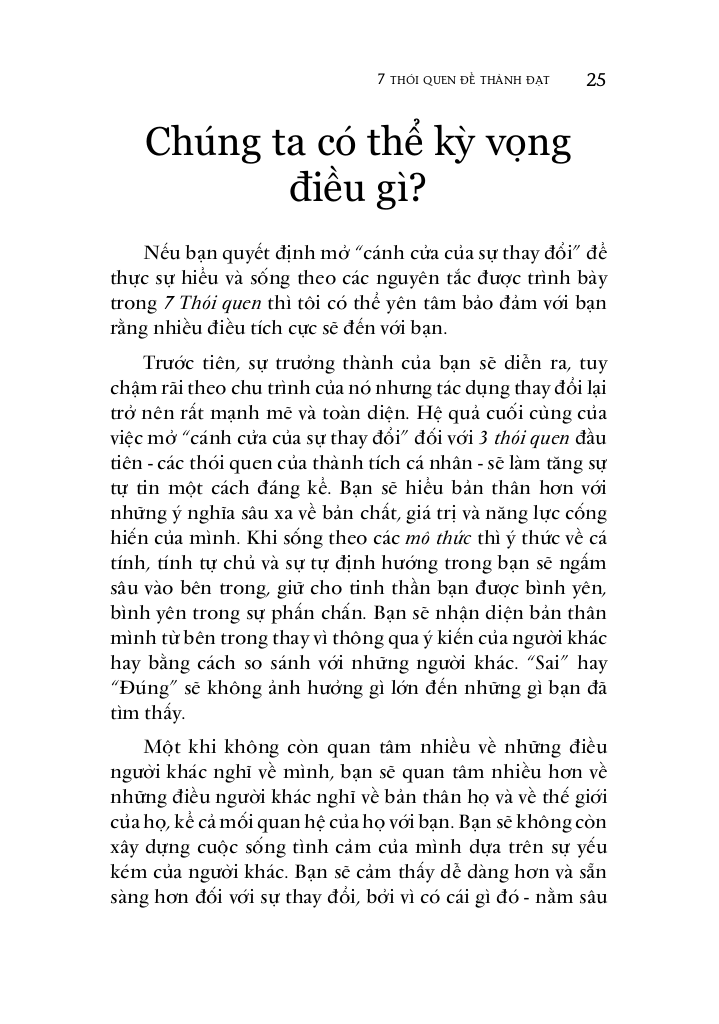 7 THÓI QUEN ĐỂ THÀNH ĐẠT 25
Chúng ta có thể kỳ vọng
điều gì?
Nếu bạn quyết định mở “cánh cửa của sự thay đổi” để
thực sự hiểu và sống theo các nguyên tắc được trình bày
trong 7 Thói quen thì tôi có thể yên tâm bảo đảm với bạn
rằng nhiều điều tích cực sẽ đến với bạn.
Trước tiên, sự trưởng thành của bạn sẽ diễn ra, tuy
chậm rãi theo chu trình của nó nhưng tác dụng thay đổi lại
trở nên rất mạnh mẽ và toàn diện. Hệ quả cuối cùng của
việc mở “cánh cửa của sự thay đổi” đối với 3 thói quen đầu
tiên - các thói quen của thành tích cá nhân - sẽ làm tăng sự
tự tin một cách đáng kể. Bạn sẽ hiểu bản thân hơn với
những ý nghĩa sâu xa về bản chất, giá trị và năng lực cống
hiến của mình. Khi sống theo các mô thức thì ý thức về cá
tính, tính tự chủ và sự tự định hướng trong bạn sẽ ngấm
sâu vào bên trong, giữ cho tinh thần bạn được bình yên,
bình yên trong sự phấn chấn. Bạn sẽ nhận diện bản thân
mình từ bên trong thay vì thông qua ý kiến của người khác
hay bằng cách so sánh với những người khác. “Sai” hay
“Đúng” sẽ không ảnh hưởng gì lớn đến những gì bạn đã
tìm thấy.
Một khi không còn quan tâm nhiều về những điều
người khác nghĩ về mình, bạn sẽ quan tâm nhiều hơn về
những điều người khác nghĩ về bản thân họ và về thế giới
của họ, kể cả mối quan hệ của họ với bạn. Bạn sẽ không còn
xây dựng cuộc sống tình cảm của mình dựa trên sự yếu
kém của người khác. Bạn sẽ cảm thấy dễ dàng hơn và sẵn
sàng hơn đối với sự thay đổi, bởi vì có cái gì đó - nằm sâu